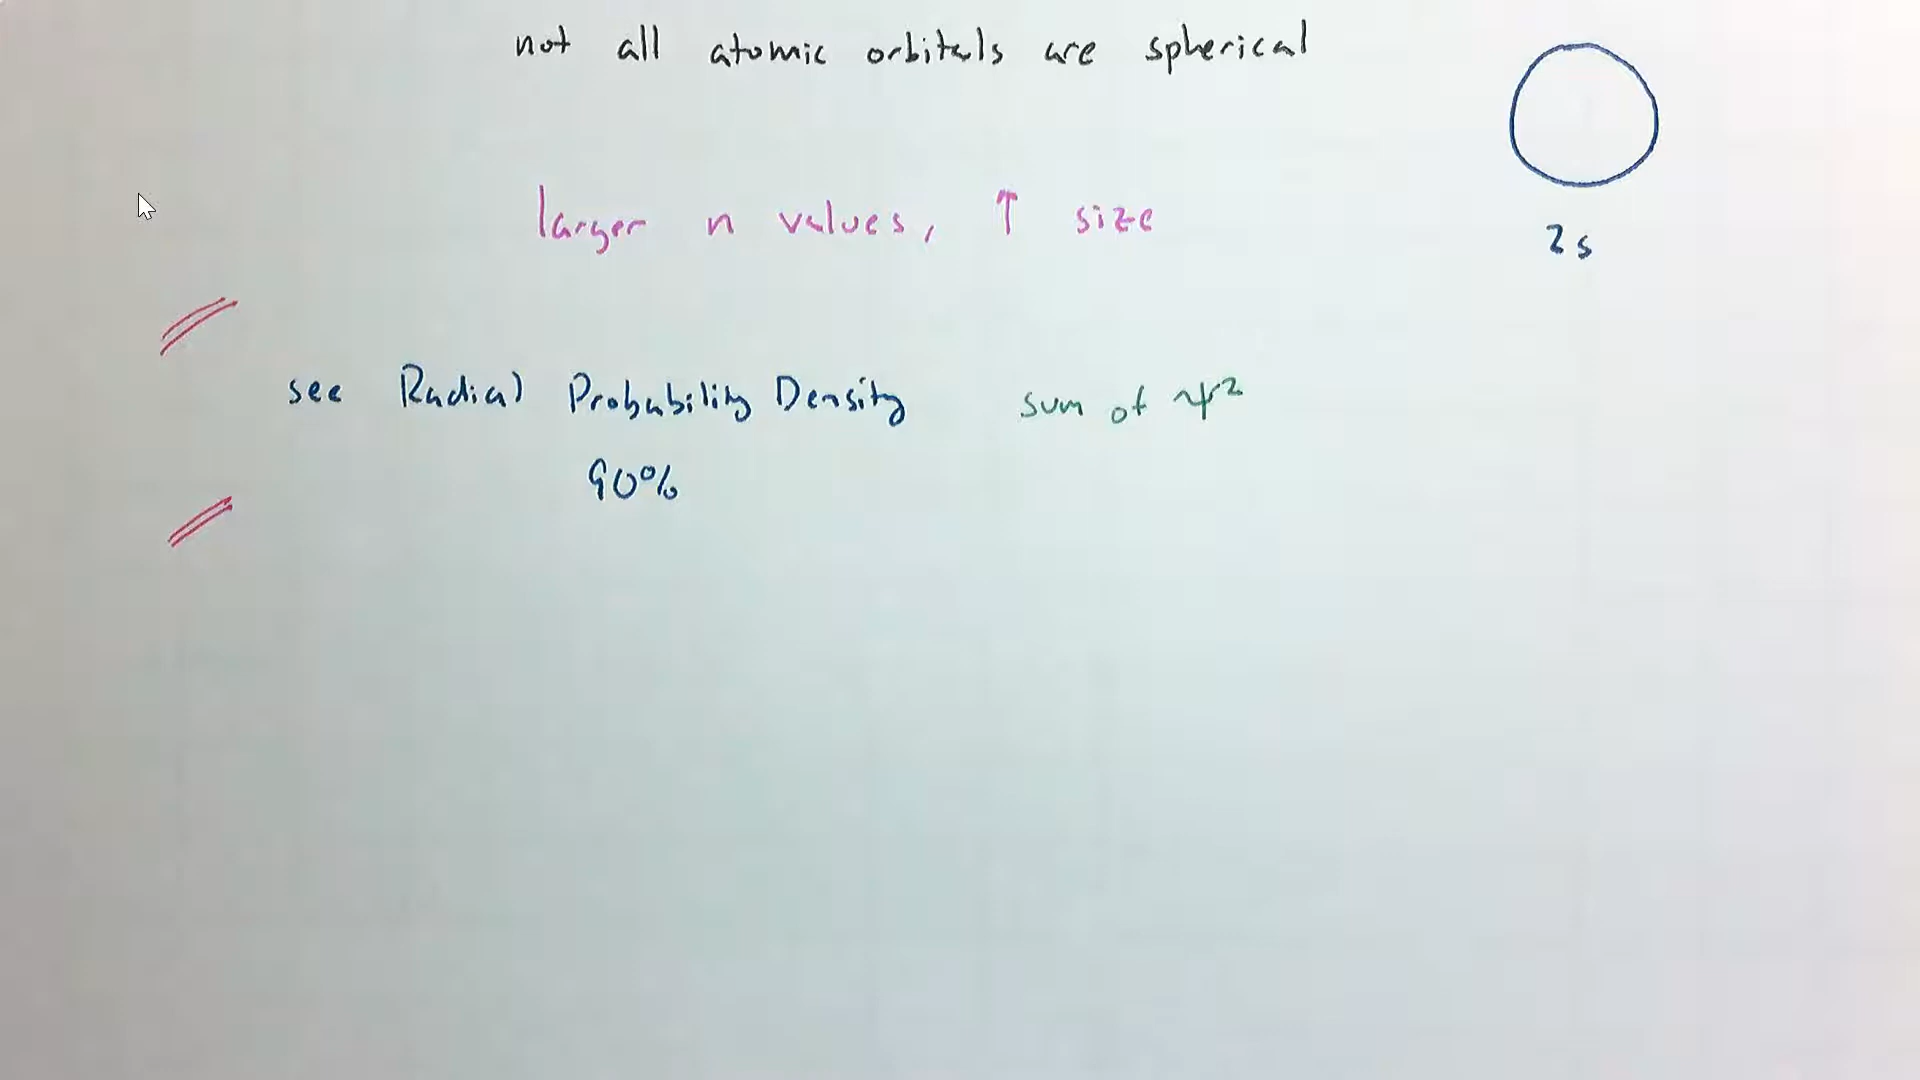 not all atomic orbitals are spherical
larger n values, ↑ size
2s
see Radial Probability Density sum of ψ²
90%